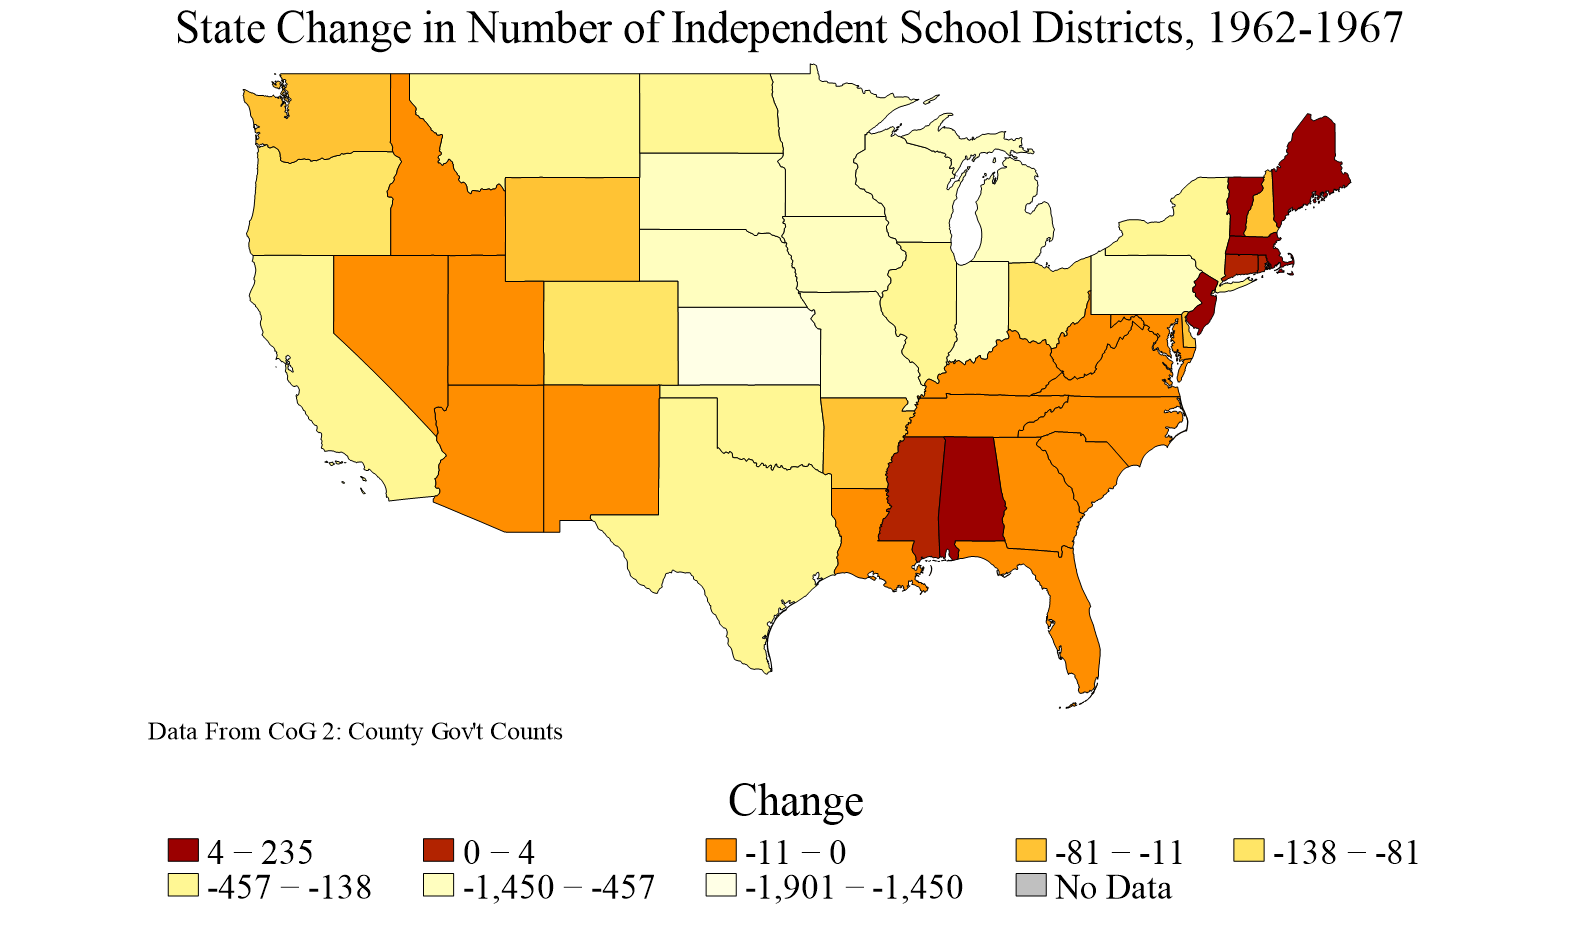 State Change in Number of Independent School Districts, 1962-1967
Data From CoG 2: County Gov't Counts
Change
4 – 235 0 – 4 -11 – 0 -81 – -11 -138 – -81
-457 – -138 -1,450 – -457 -1,901 – -1,450 No Data